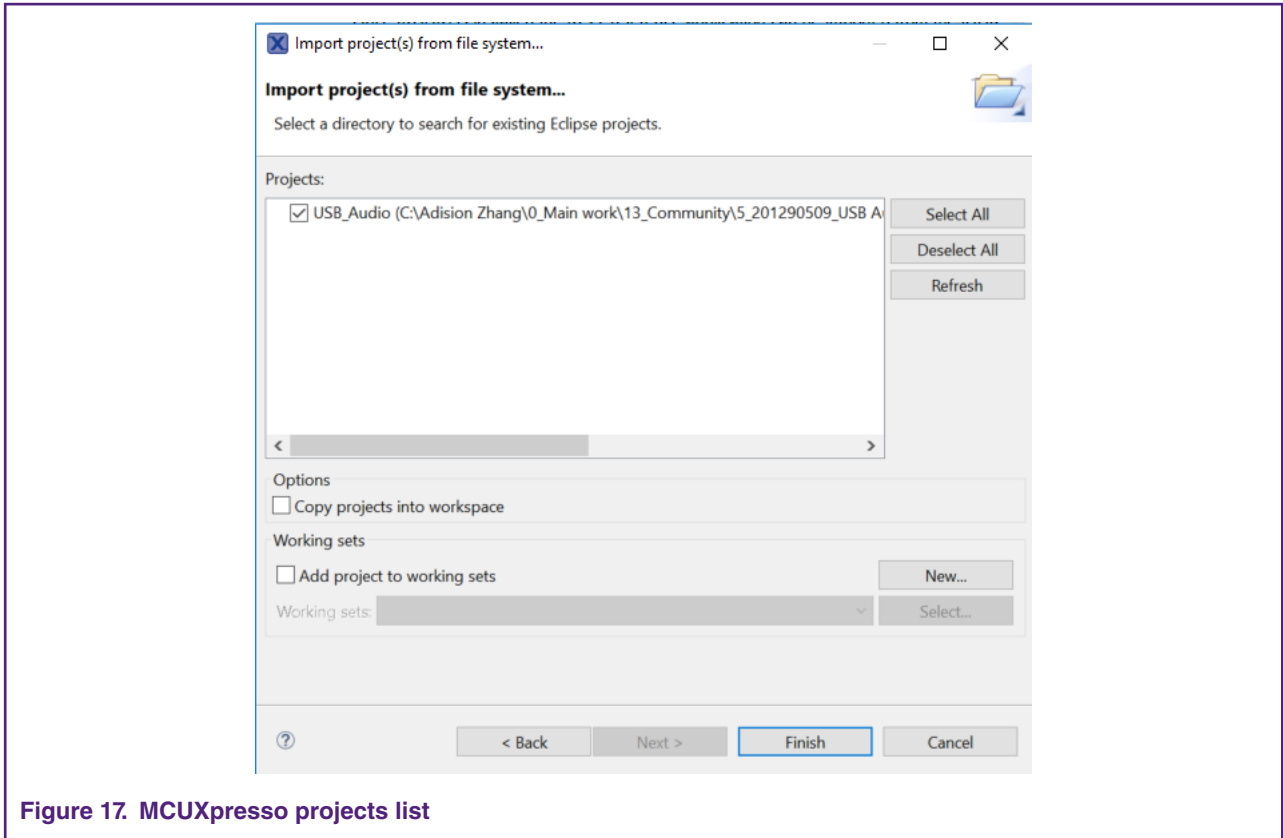 Import project(s) from file system...
Import project(s) from file system...
Select a directory to search for existing Eclipse projects.
Projects:
USB_Audio (C:\Adision Zhang\0_Main work\13_Community\5_201290509_USB A
Select All
Deselect All
Refresh
Options
Copy projects into workspace
Working sets
Add project to working sets
New...
Working sets:
Select...
< Back
Next >
Finish
Cancel
Figure 17. MCUXpresso projects list